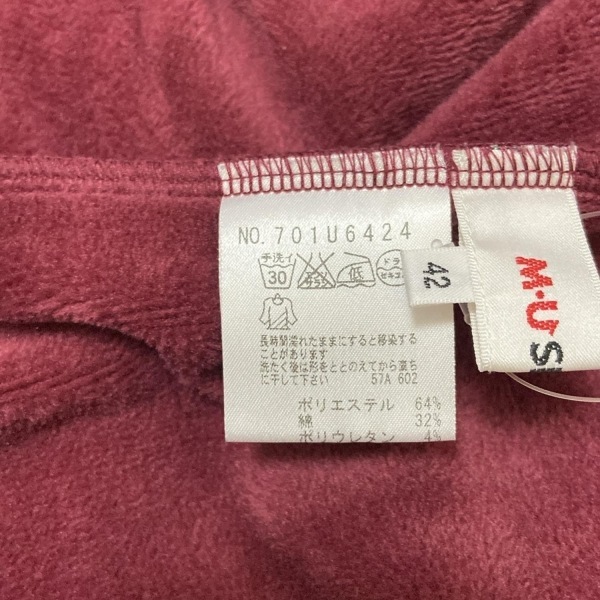 NO. 701U6424
手洗イ
30
低
ドライ
セキユ系
長時間濡れたままにすると移染する
ことがあります
洗たく後は形をととのえてから直ち
に干して下さい 57A 602
ポリエステル 64%
綿 32%
ポリウレタン 4%
42
M・U